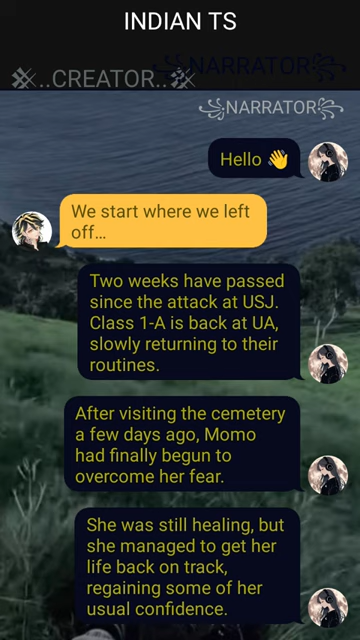 INDIAN TS
꧁NARRATOR꧂
※..CREATOR..※
꧁NARRATOR꧂
Hello 👋
We start where we left
off...
Two weeks have passed
since the attack at USJ.
Class 1-A is back at UA,
slowly returning to their
routines.
After visiting the cemetery
a few days ago, Momo
had finally begun to
overcome her fear.
She was still healing, but
she managed to get her
life back on track,
regaining some of her
usual confidence.